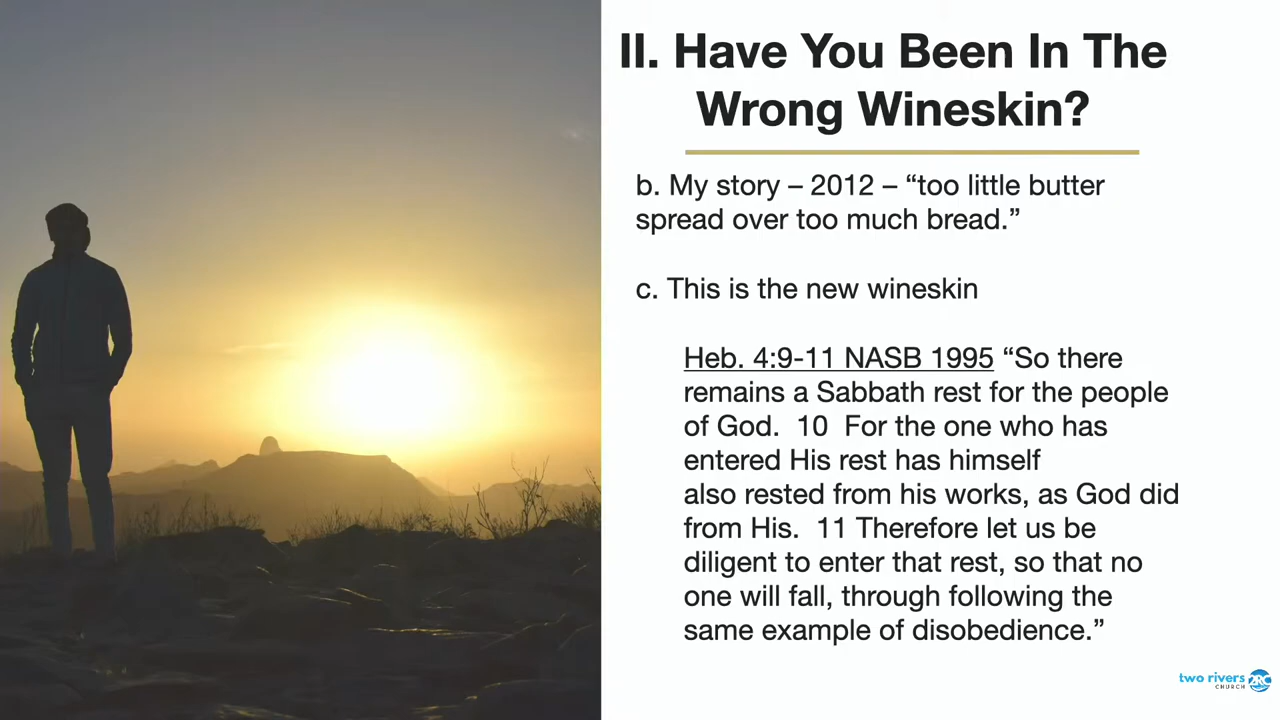 II. Have You Been In The
Wrong Wineskin?
b. My story – 2012 – “too little butter
spread over too much bread.”
c. This is the new wineskin
Heb. 4:9-11 NASB 1995 “So there
remains a Sabbath rest for the people
of God.  10  For the one who has
entered His rest has himself
also rested from his works, as God did
from His.  11 Therefore let us be
diligent to enter that rest, so that no
one will fall, through following the
same example of disobedience.”
two rivers
CHURCH
2RC